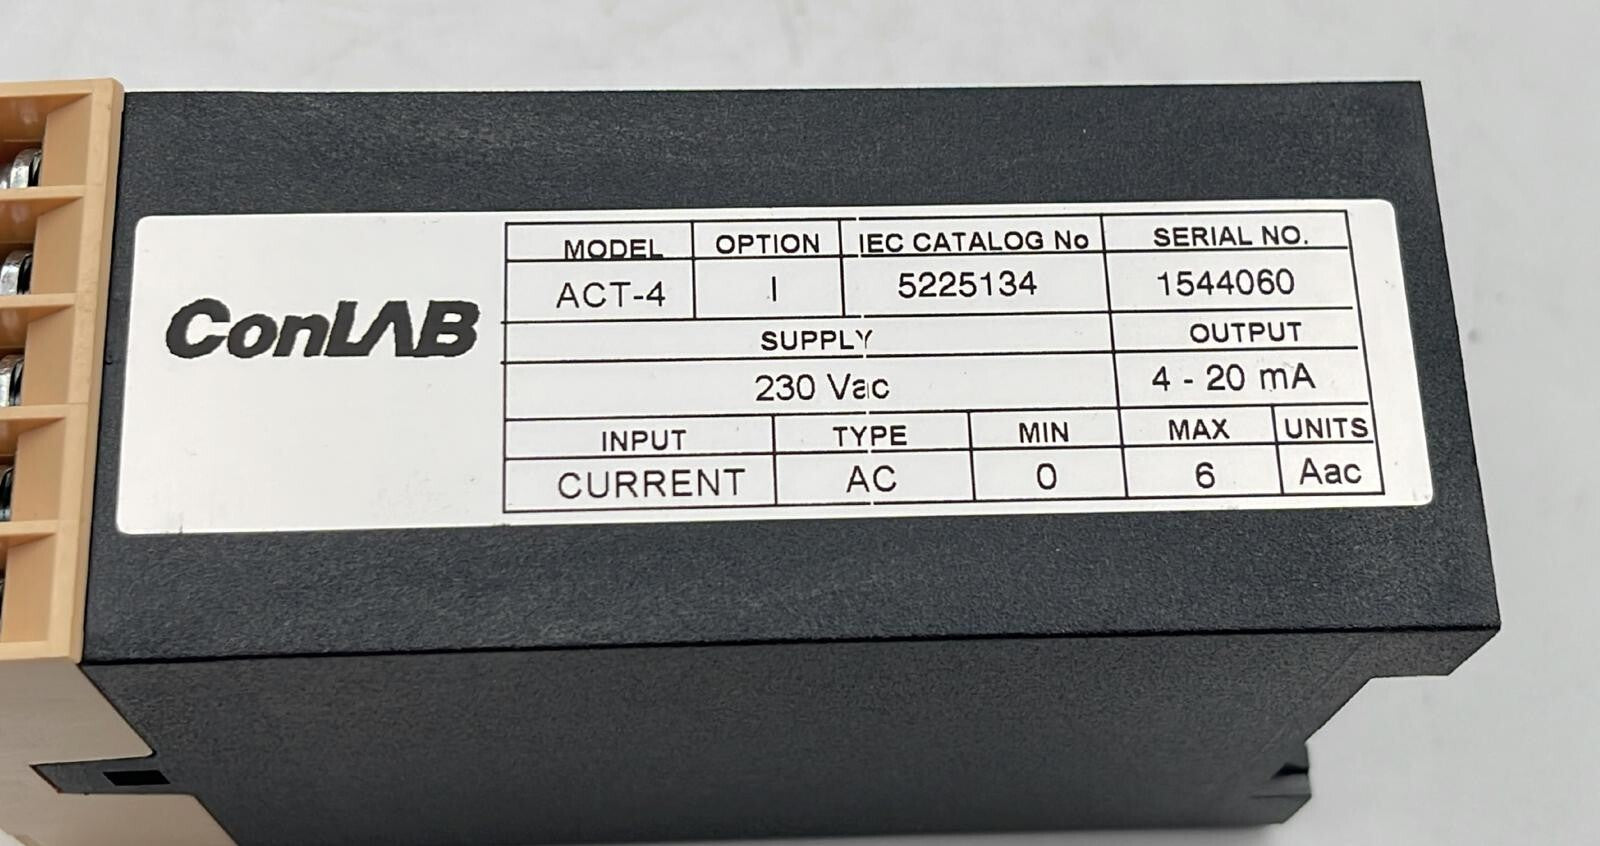 ConLAB
MODEL OPTION IEC CATALOG No SERIAL NO.
ACT-4 I 5225134 1544060
SUPPLY OUTPUT
230 Vac 4 - 20 mA
INPUT TYPE MIN MAX UNITS
CURRENT AC 0 6 Aac